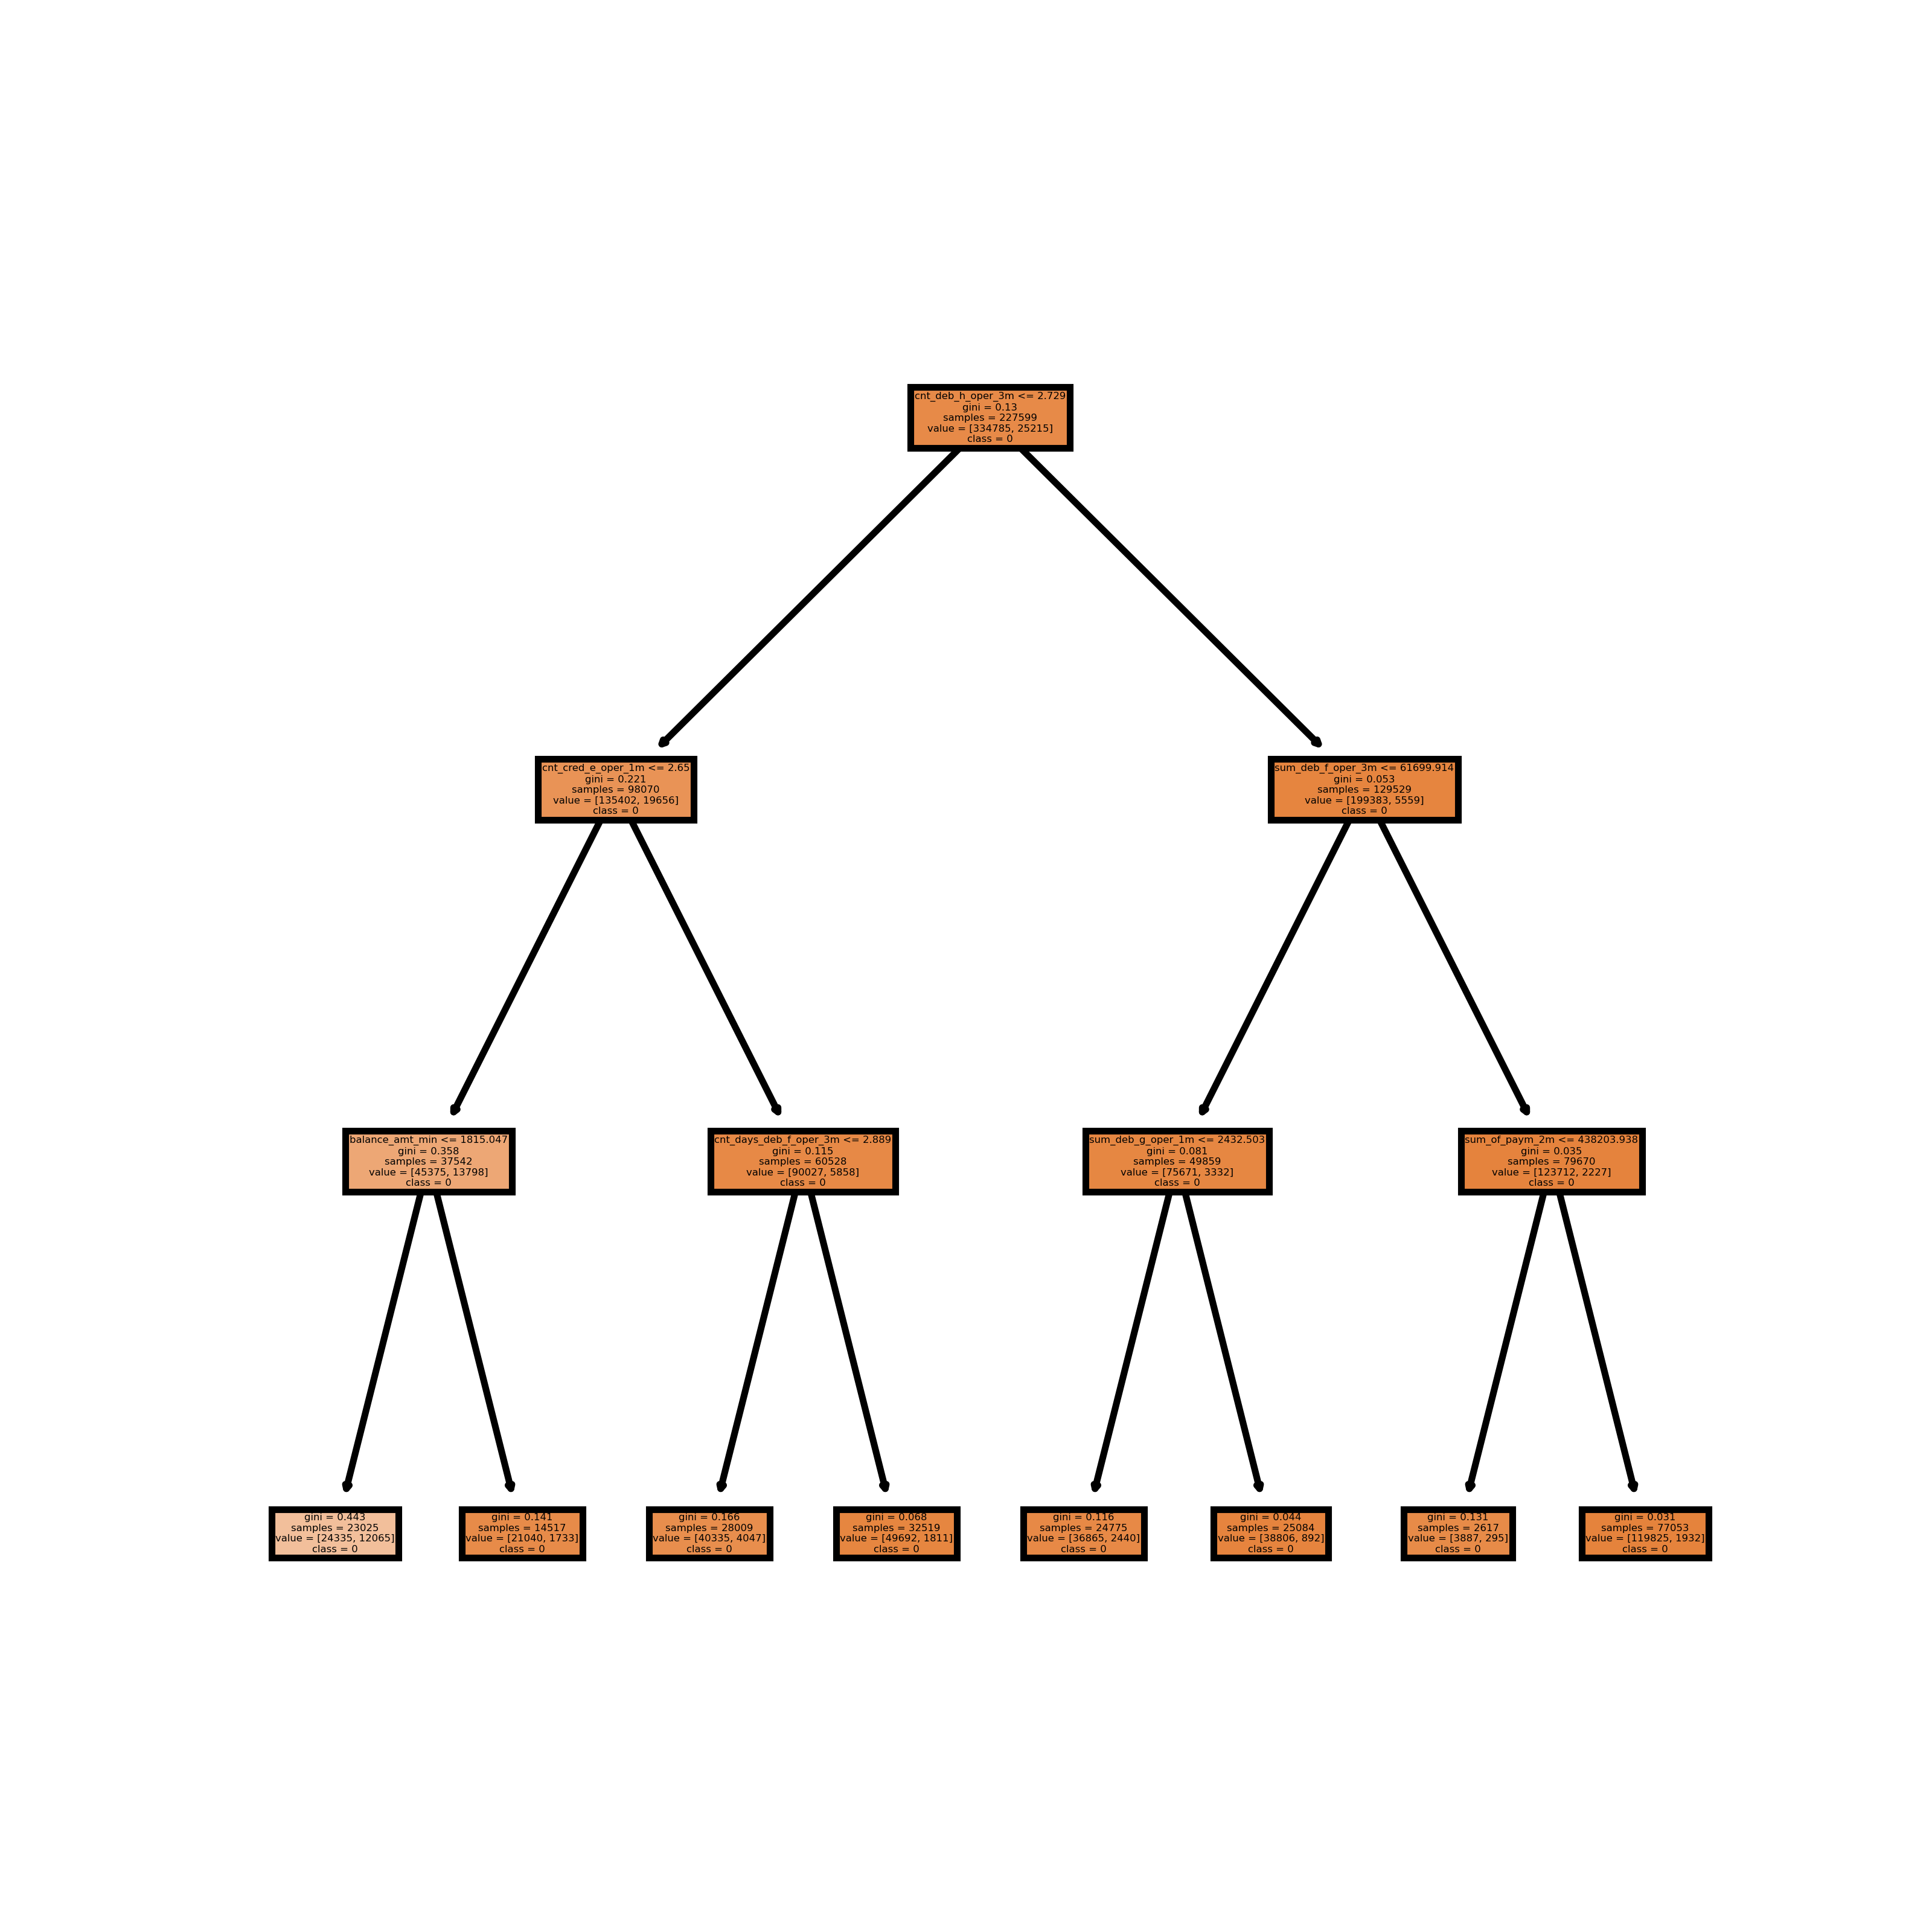 cnt_deb_h_oper_3m <= 2.729
gini = 0.13
samples = 227599
value = [334785, 25215]
class = 0
cnt_cred_e_oper_1m <= 2.65
gini = 0.221
samples = 98070
value = [135402, 19656]
class = 0
sum_deb_f_oper_3m <= 61699.914
gini = 0.053
samples = 129529
value = [199383, 5559]
class = 0
balance_amt_min <= 1815.047
gini = 0.358
samples = 37542
value = [45375, 13798]
class = 0
cnt_days_deb_f_oper_3m <= 2.889
gini = 0.115
samples = 60528
value = [90027, 5858]
class = 0
sum_deb_g_oper_1m <= 2432.503
gini = 0.081
samples = 49859
value = [75671, 3332]
class = 0
sum_of_paym_2m <= 438203.938
gini = 0.035
samples = 79670
value = [123712, 2227]
class = 0
gini = 0.443
samples = 23025
value = [24335, 12065]
class = 0
gini = 0.141
samples = 14517
value = [21040, 1733]
class = 0
gini = 0.166
samples = 28009
value = [40335, 4047]
class = 0
gini = 0.068
samples = 32519
value = [49692, 1811]
class = 0
gini = 0.116
samples = 24775
value = [36865, 2440]
class = 0
gini = 0.044
samples = 25084
value = [38806, 892]
class = 0
gini = 0.131
samples = 2617
value = [3887, 295]
class = 0
gini = 0.031
samples = 77053
value = [119825, 1932]
class = 0